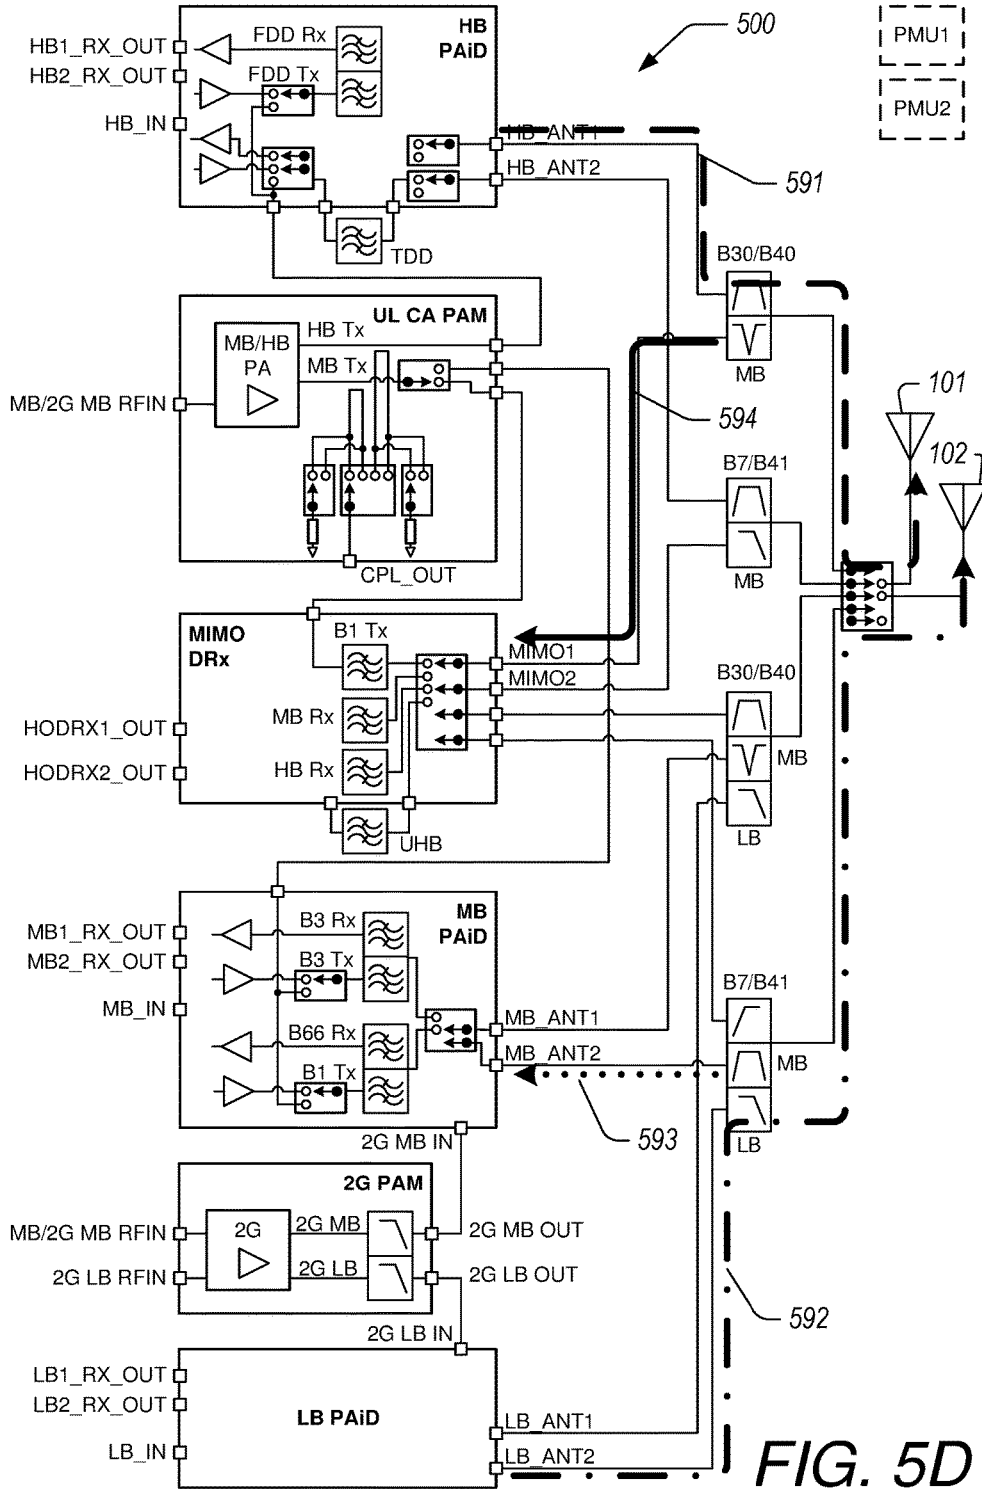 HB
PAiD
500
PMU1
PMU2
HB1_RX_OUT
HB2_RX_OUT
HB_IN
FDD Rx
FDD Tx
HB_ANT1
HB_ANT2
591
TDD
B30/B40
MB
UL CA PAM
HB Tx
MB/HB
PA
MB Tx
MB/2G MB RFIN
594
101
102
B7/B41
MB
CPL_OUT
MIMO
DRx
B1 Tx
MIMO1
MIMO2
MB Rx
HB Rx
HODRX1_OUT
HODRX2_OUT
UHB
B30/B40
MB
LB
MB
PAiD
B3 Rx
B3 Tx
MB1_RX_OUT
MB2_RX_OUT
MB_IN
B66 Rx
B1 Tx
MB_ANT1
MB_ANT2
B7/B41
MB
LB
593
2G MB IN
2G PAM
2G
2G MB
2G LB
MB/2G MB RFIN
2G LB RFIN
2G MB OUT
2G LB OUT
592
2G LB IN
LB1_RX_OUT
LB2_RX_OUT
LB_IN
LB PAiD
LB_ANT1
LB_ANT2
FIG. 5D